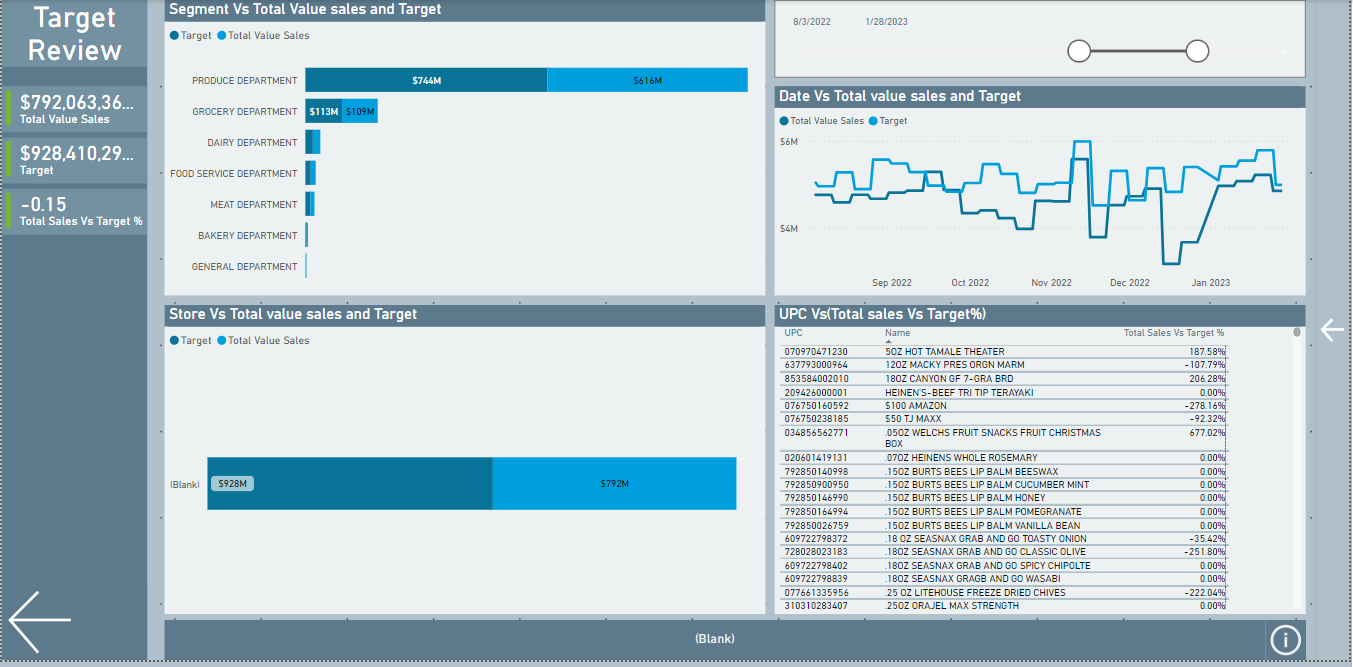 Target
Review
$792,063,36...
Total Value Sales
$928,410,29...
Target
-0.15
Total Sales Vs Target %
Segment Vs Total Value sales and Target
Target Total Value Sales
PRODUCE DEPARTMENT $744M $616M
GROCERY DEPARTMENT $113M $109M
DAIRY DEPARTMENT
FOOD SERVICE DEPARTMENT
MEAT DEPARTMENT
BAKERY DEPARTMENT
GENERAL DEPARTMENT
8/3/2022 1/28/2023
Date Vs Total value sales and Target
Total Value Sales Target
$6M
$4M
Sep 2022 Oct 2022 Nov 2022 Dec 2022 Jan 2023
Store Vs Total value sales and Target
Target Total Value Sales
(Blank) $928M $792M
UPC Vs(Total sales Vs Target%)
UPC Name Total Sales Vs Target %
070970471230 5OZ HOT TAMALE THEATER 187.58%
637793000964 12OZ MACKY PRES ORGN MARM -107.79%
853584002010 18OZ CANYON GF 7-GRA BRD 206.28%
209426000001 HEINEN'S-BEEF TRI TIP TERAYAKI 0.00%
076750160592 $100 AMAZON -278.16%
076750238185 $50 TJ MAXX -92.32%
034856562771 .05OZ WELCHS FRUIT SNACKS FRUIT CHRISTMAS 677.02%
BOX
020601419131 .07OZ HEINENS WHOLE ROSEMARY 0.00%
792850140998 .15OZ BURTS BEES LIP BALM BEESWAX 0.00%
792850900950 .15OZ BURTS BEES LIP BALM CUCUMBER MINT 0.00%
792850146990 .15OZ BURTS BEES LIP BALM HONEY 0.00%
792850164994 .15OZ BURTS BEES LIP BALM POMEGRANATE 0.00%
792850026759 .15OZ BURTS BEES LIP BALM VANILLA BEAN 0.00%
609722798372 .18 OZ SEASNAX GRAB AND GO TOASTY ONION -35.42%
728028023183 .18OZ SEASNAX GRAB AND GO CLASSIC OLIVE -251.80%
609722798402 .18OZ SEASNAX GRAB AND GO SPICY CHIPOLTE 0.00%
609722798839 .18OZ SEASNAX GRAGB AND GO WASABI 0.00%
077661335956 .25 OZ LITEHOUSE FREEZE DRIED CHIVES -222.04%
310310283407 .25OZ ORAJEL MAX STRENGTH 0.00%
(Blank)